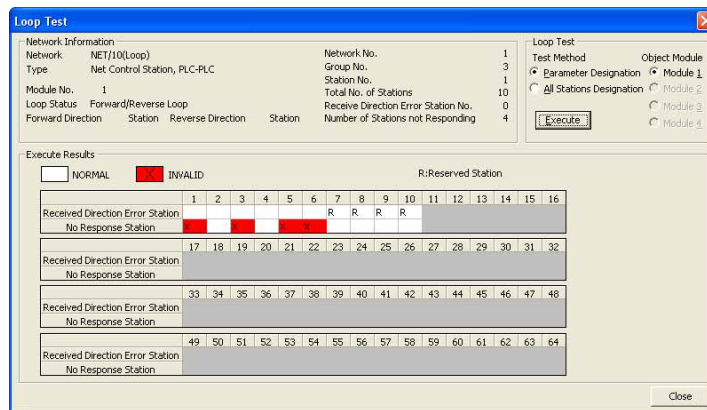 Loop Test
Network Information
Network NET/10(Loop)
Type Net Control Station, PLC-PLC
Module No. 1
Loop Status Forward/Reverse Loop
Forward Direction Station Reverse Direction Station
Network No. 1
Group No. 3
Station No. 1
Total No. of Stations 10
Receive Direction Error Station No. 0
Number of Stations not Responding 4
Loop Test
Test Method Object Module
Parameter Designation Module 1
All Stations Designation Module 2
Module 3
Execute Module 4
Execute Results
NORMAL X INVALID R:Reserved Station
1 2 3 4 5 6 7 8 9 10 11 12 13 14 15 16
Received Direction Error Station R R R R
No Response Station X X X X
17 18 19 20 21 22 23 24 25 26 27 28 29 30 31 32
Received Direction Error Station
No Response Station
33 34 35 36 37 38 39 40 41 42 43 44 45 46 47 48
Received Direction Error Station
No Response Station
49 50 51 52 53 54 55 56 57 58 59 60 61 62 63 64
Received Direction Error Station
No Response Station
Close